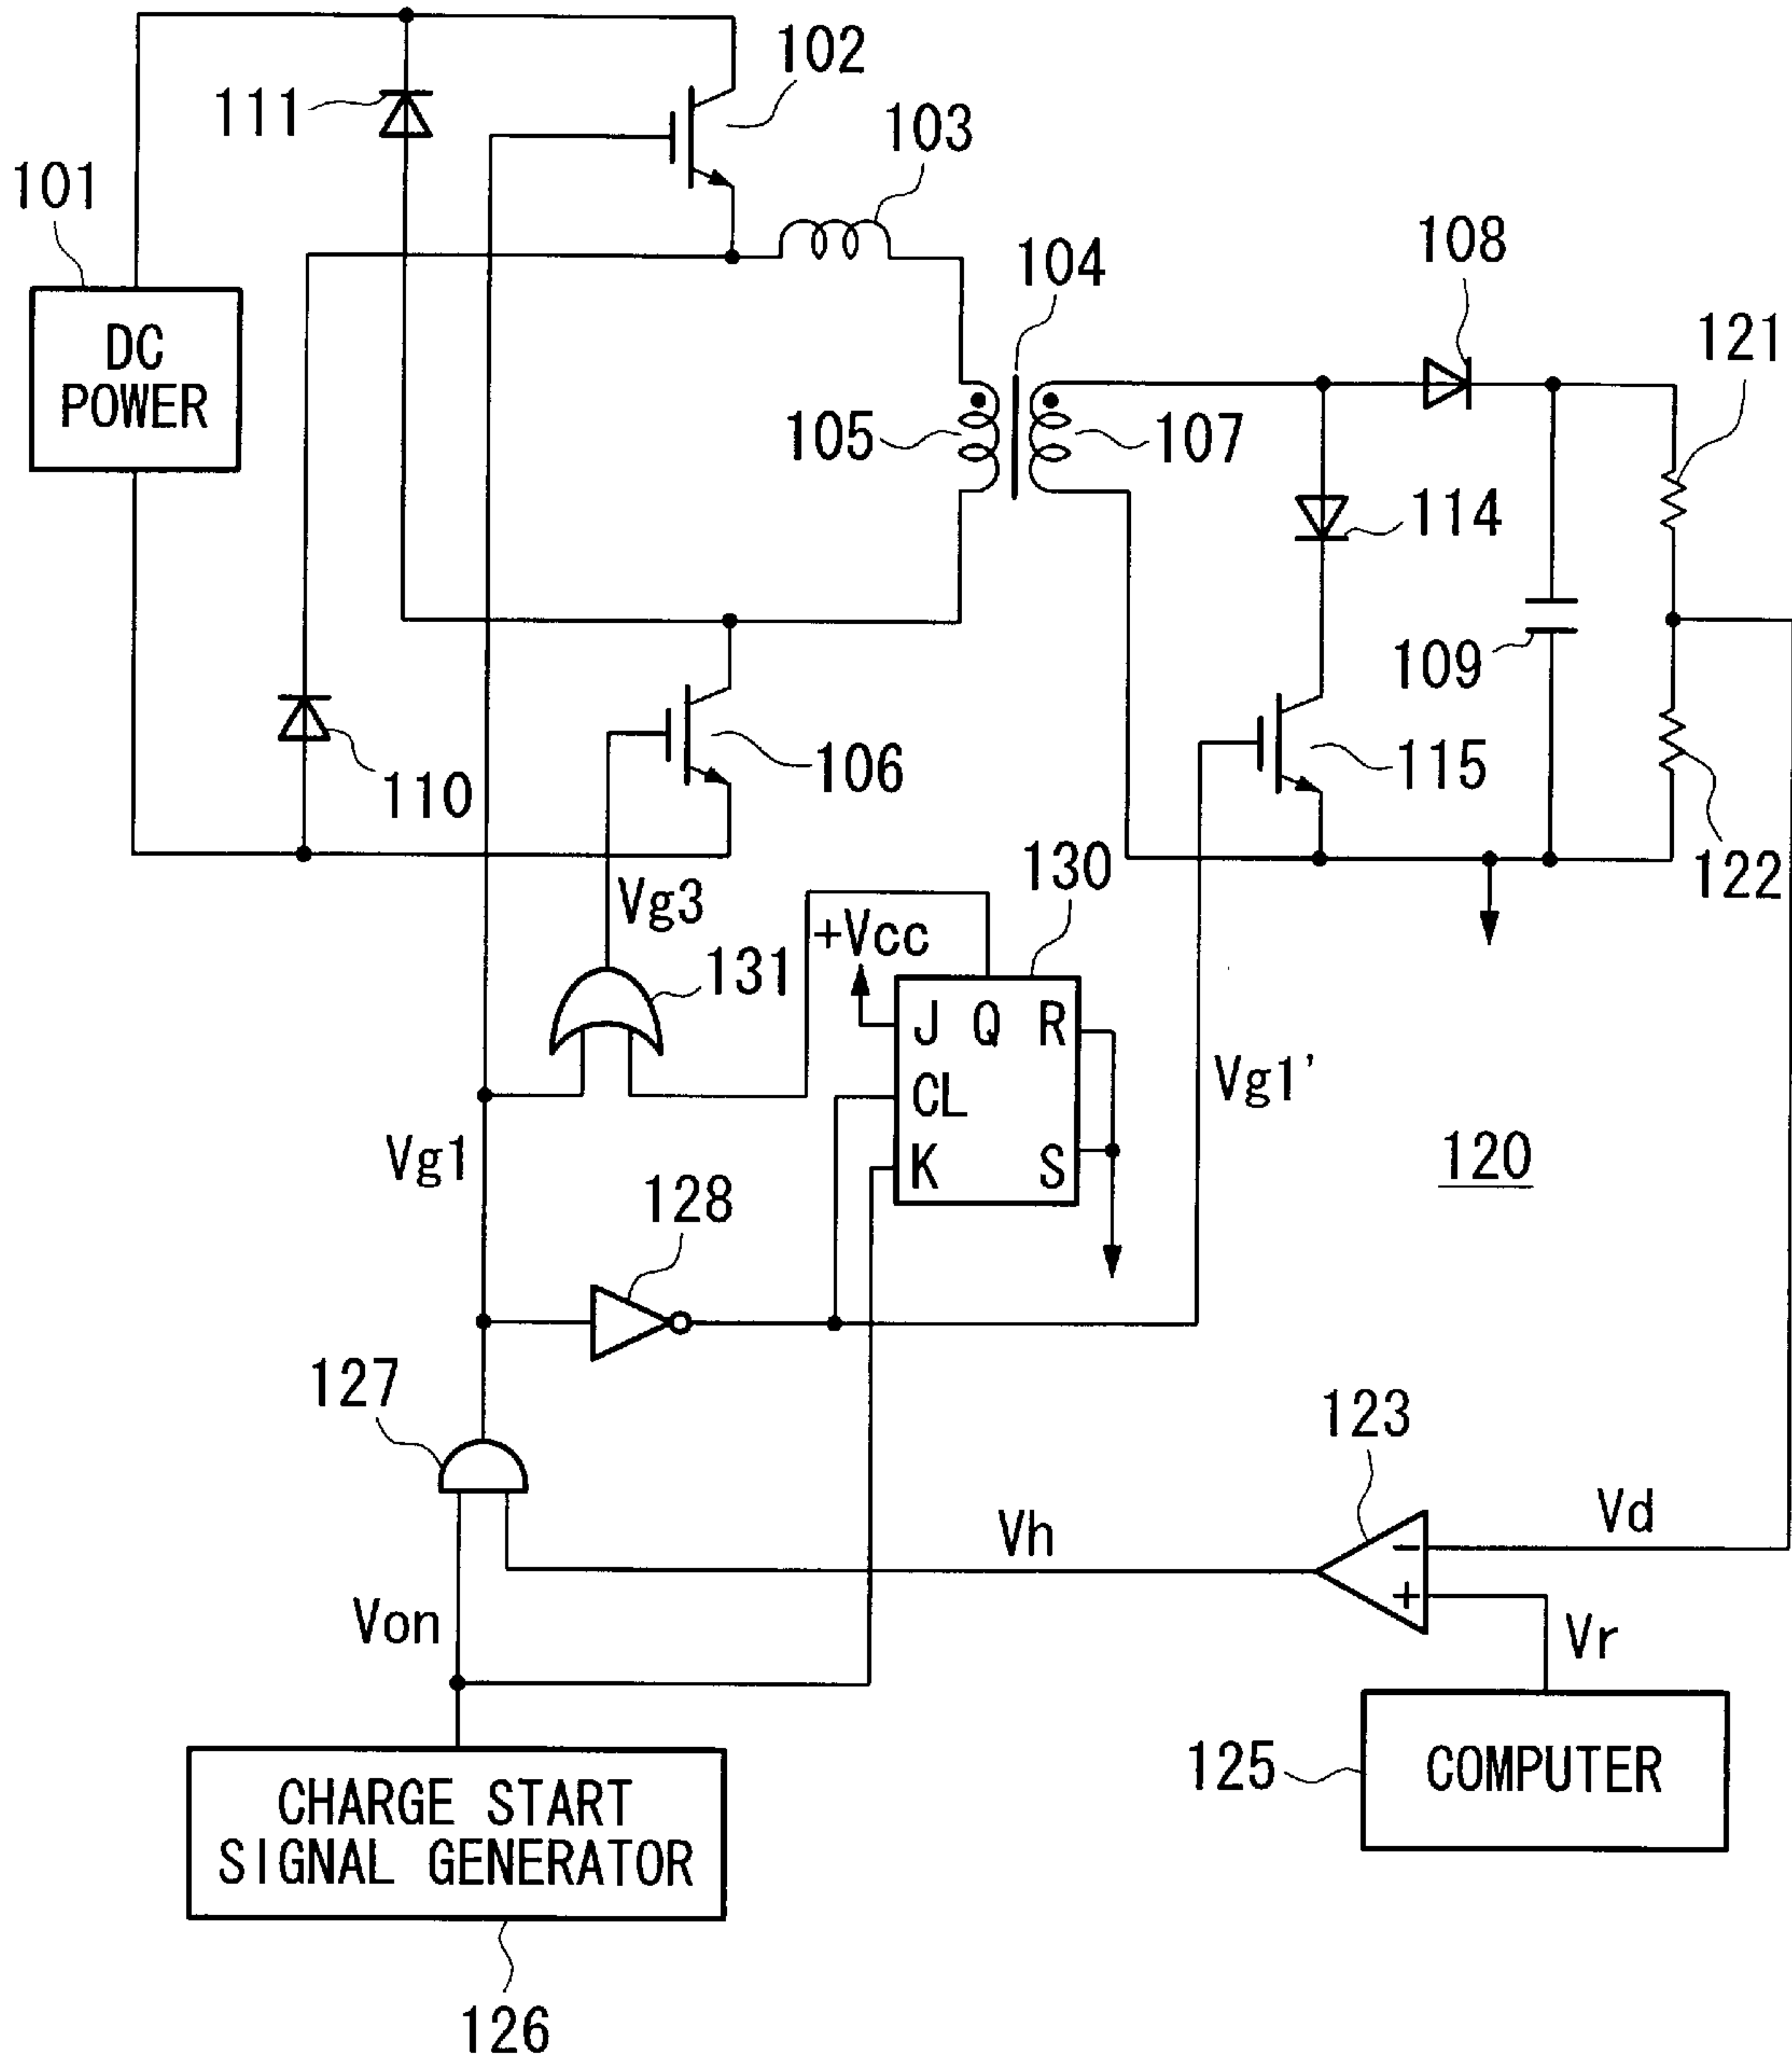 102
111
103
101
104
108
DC
POWER
121
105
107
114
109
106
115
110
130
122
Vg3
+Vcc
131
J Q R
CL
K S
Vg1'
Vg1
120
128
127
123
Vd
Vh
Von
Vr
CHARGE START
SIGNAL GENERATOR
125
COMPUTER
126